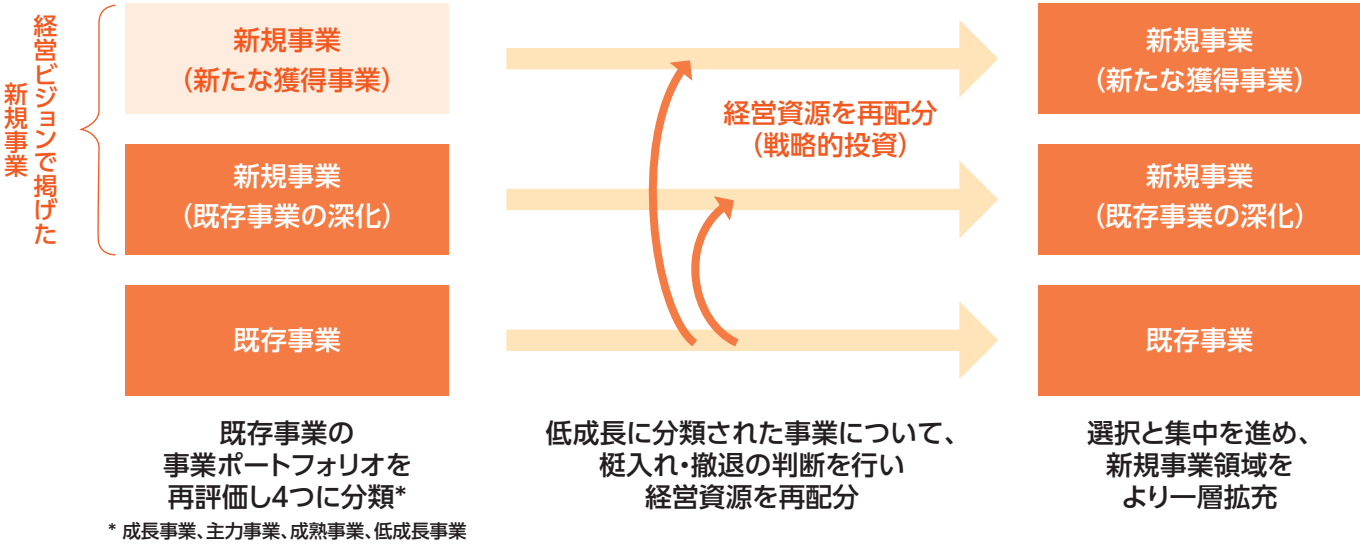 経営ビジョンで掲げた
新規事業
新規事業
（新たな獲得事業）
新規事業
（既存事業の深化）
既存事業
経営資源を再配分
（戦略的投資）
新規事業
（新たな獲得事業）
新規事業
（既存事業の深化）
既存事業
既存事業の
事業ポートフォリオを
再評価し4つに分類*
* 成長事業、主力事業、成熟事業、低成長事業
低成長に分類された事業について、
梃入れ・撤退の判断を行い
経営資源を再配分
選択と集中を進め、
新規事業領域を
より一層拡充